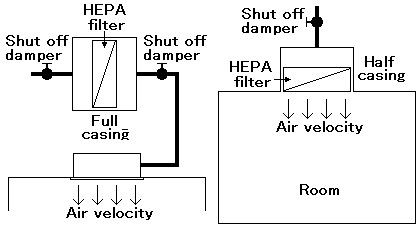 HEPA
filter
Shut off
damper
Shut off
damper
Full
casing
Air velocity
Shut off
damper
HEPA
filter
Half
casing
Air velocity
Room